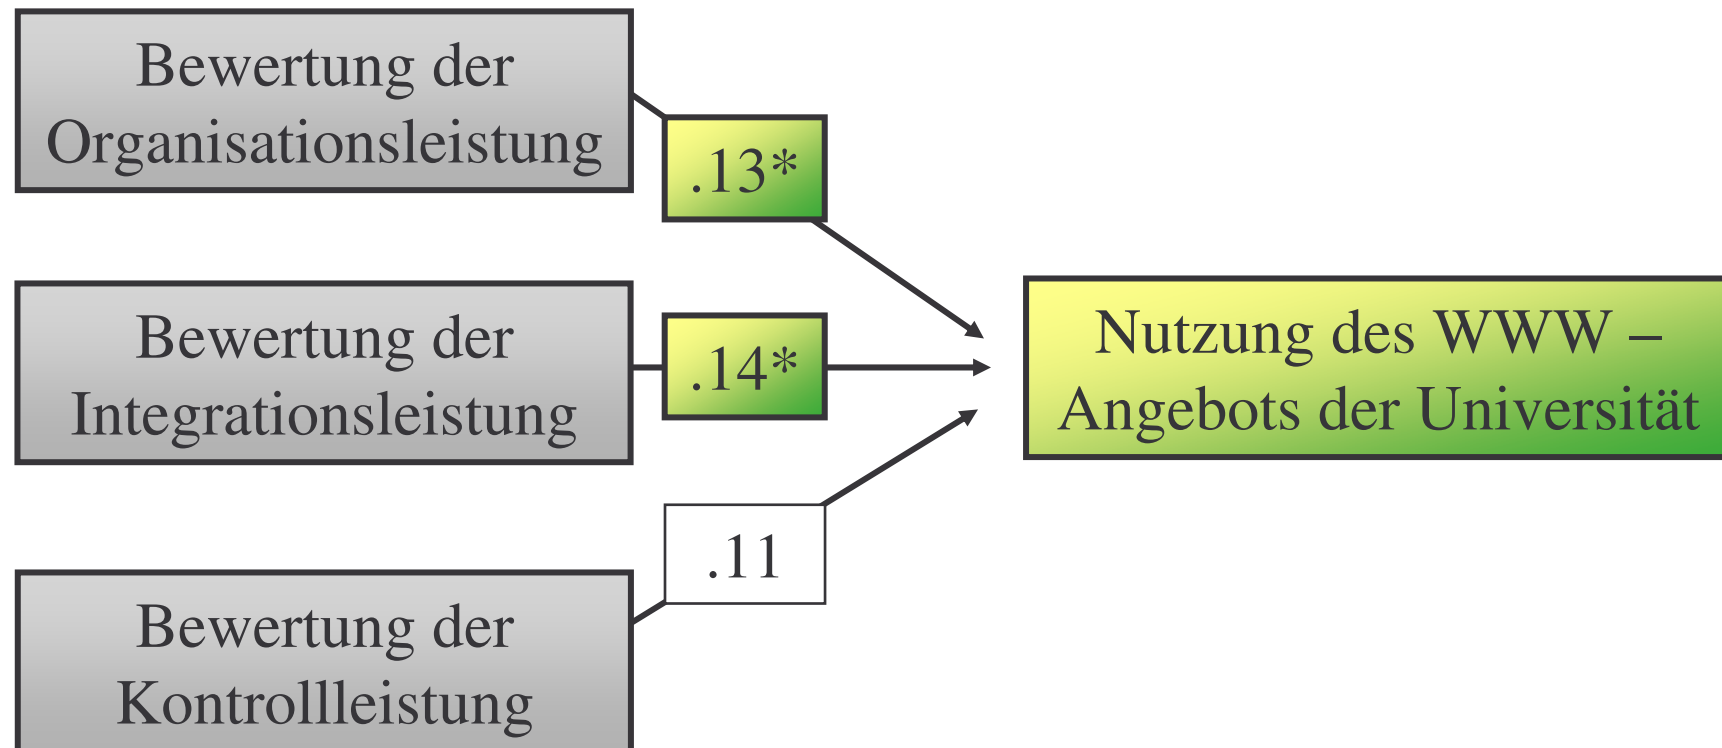 Bewertung der
Organisationsleistung
.13*
Bewertung der
Integrationsleistung
.14*
Nutzung des WWW –
Angebots der Universität
.11
Bewertung der
Kontrollleistung